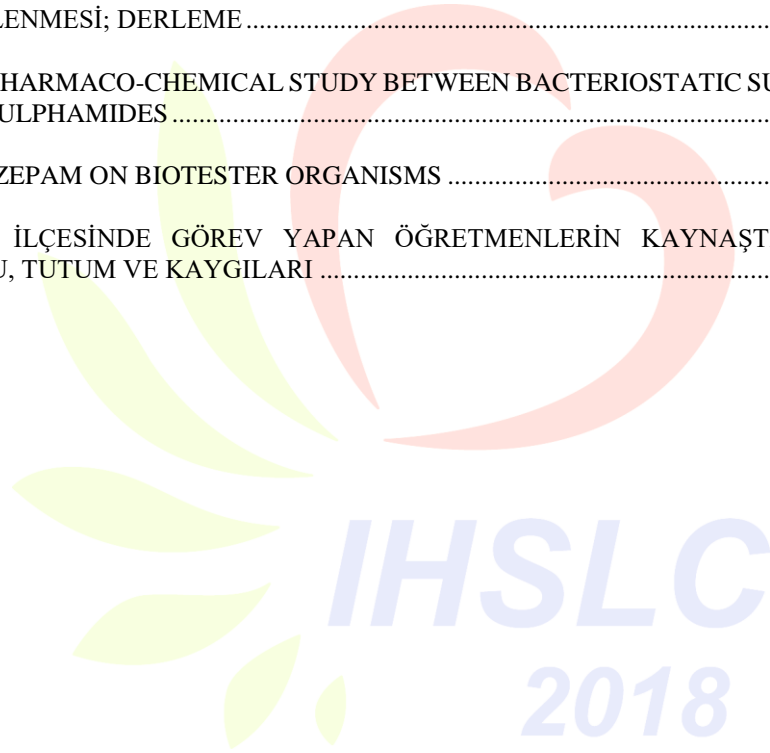 LENMESİ; DERLEME ........................................................................................
HARMACO-CHEMICAL STUDY BETWEEN BACTERIOSTATIC SU
ULPHAMIDES ....................................................................................................
ZEPAM ON BIOTESTER ORGANISMS ......................................................
İLÇESİNDE GÖREV YAPAN ÖĞRETMENLERİN KAYNAŞT
U, TUTUM VE KAYGILARI ...........................................................................
IHSLC
2018